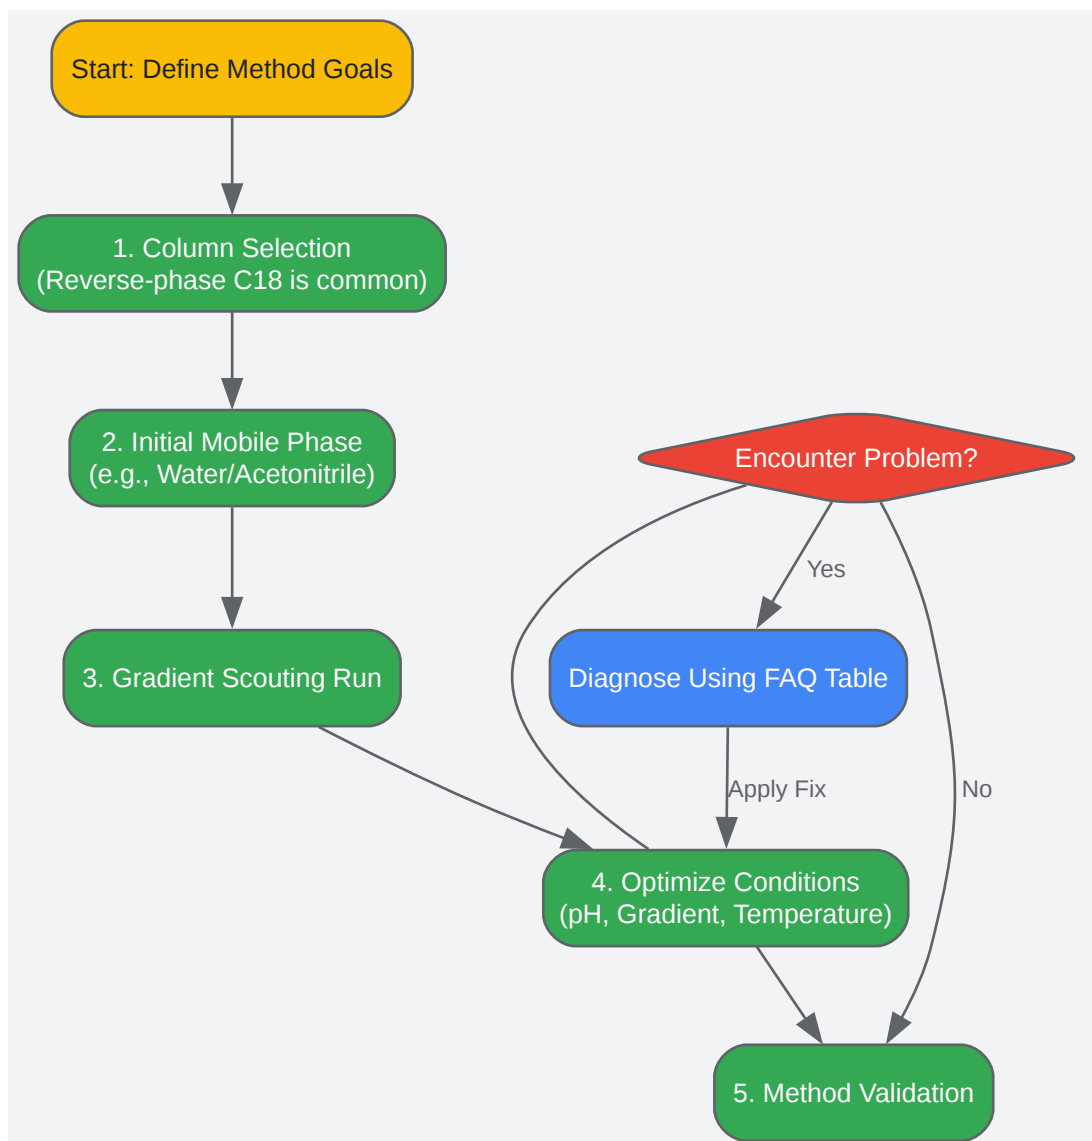 Start: Define Method Goals
1. Column Selection
(Reverse-phase C18 is common)
2. Initial Mobile Phase
(e.g., Water/Acetonitrile)
Encounter Problem?
Yes
3. Gradient Scouting Run
Diagnose Using FAQ Table
Apply Fix
No
4. Optimize Conditions
(pH, Gradient, Temperature)
5. Method Validation